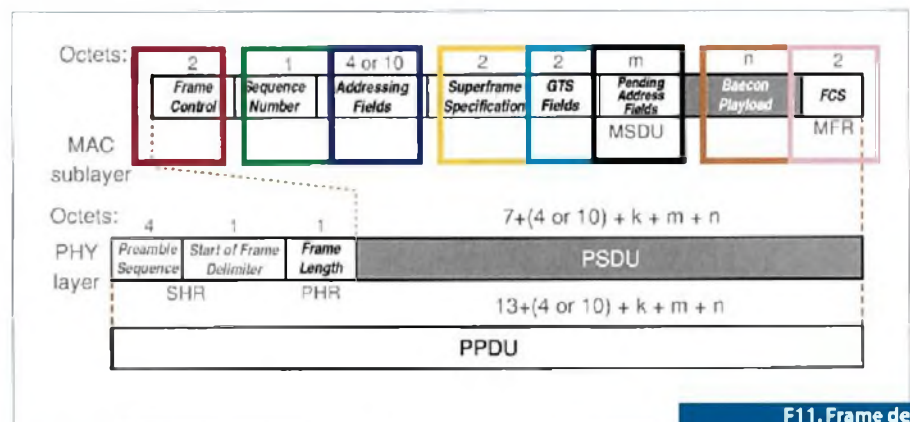 Octets: 2 1 4 or 10 2 2 m n 2
Frame Control
Sequence Number
Addressing Fields
Superframe Specification
GTS Fields
Pending Address Fields
Baecon Playload
FCS
MSDU MFR
MAC sublayer
Octets: 4 1 1 7+(4 or 10) + k + m + n
PHY layer
Preamble Sequence
Start of Frame Delimiter
Frame Length
PSDU
SHR PHR
13+(4 or 10) + k + m + n
PPDU
F11. Frame de